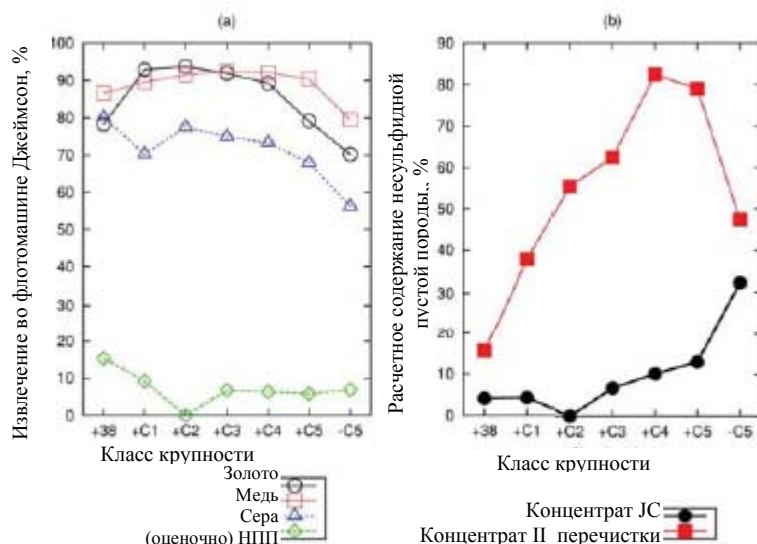 (a)
(b)
Извлечение во флотомашине Джеймсон, %
100
90
80
70
60
50
40
30
20
10
0
+38 +C1 +C2 +C3 +C4 +C5 -C5
Класс крупности
Золото
Медь
Сера
(оценочно) НПП
Расчетное содержание несульфидной
пустой породы., %
100
90
80
70
60
50
40
30
20
10
0
+38 +C1 +C2 +C3 +C4 +C5 -C5
Класс крупности
Концентрат JC
Концентрат II перечистки